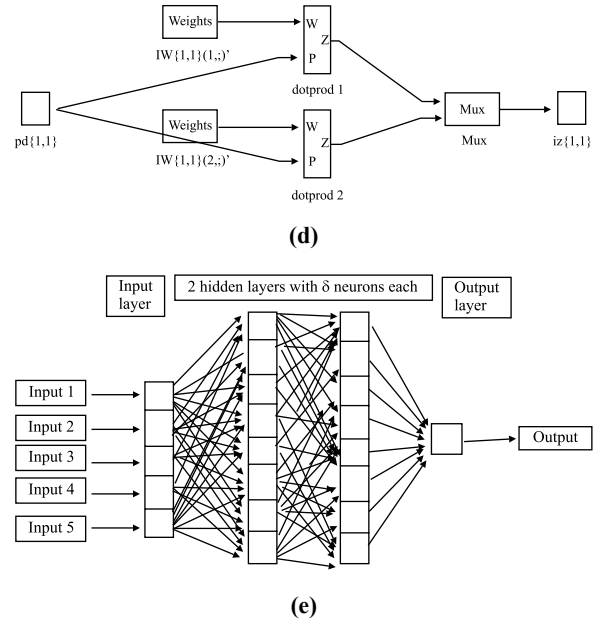 Weights
W
Z
P
IW{1,1}(1,:)’
dotprod 1
pd{1,1}
Weights
W
Z
P
IW{1,1}(2,:)’
dotprod 2
Mux
Mux
iz{1,1}
(d)
Input
layer
2 hidden layers with δ neurons each
Output
layer
Input 1
Input 2
Input 3
Input 4
Input 5
Output
(e)